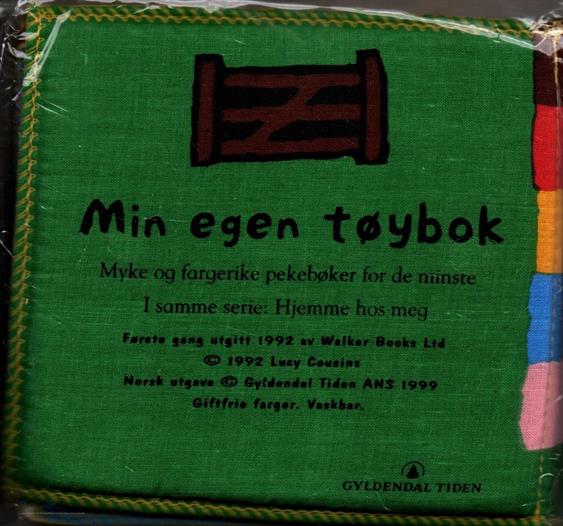 Min egen tøybok
Myke og fargerike pekebøker for de minste
I samme serie: Hjemme hos meg
Første gang utgitt 1992 av Walker Books Ltd
© 1992 Lucy Cousins
Norsk utgave © Gyldendal Tiden ANS 1999
Giftfrie farger. Vaskbar.
GYLDENDAL TIDEN